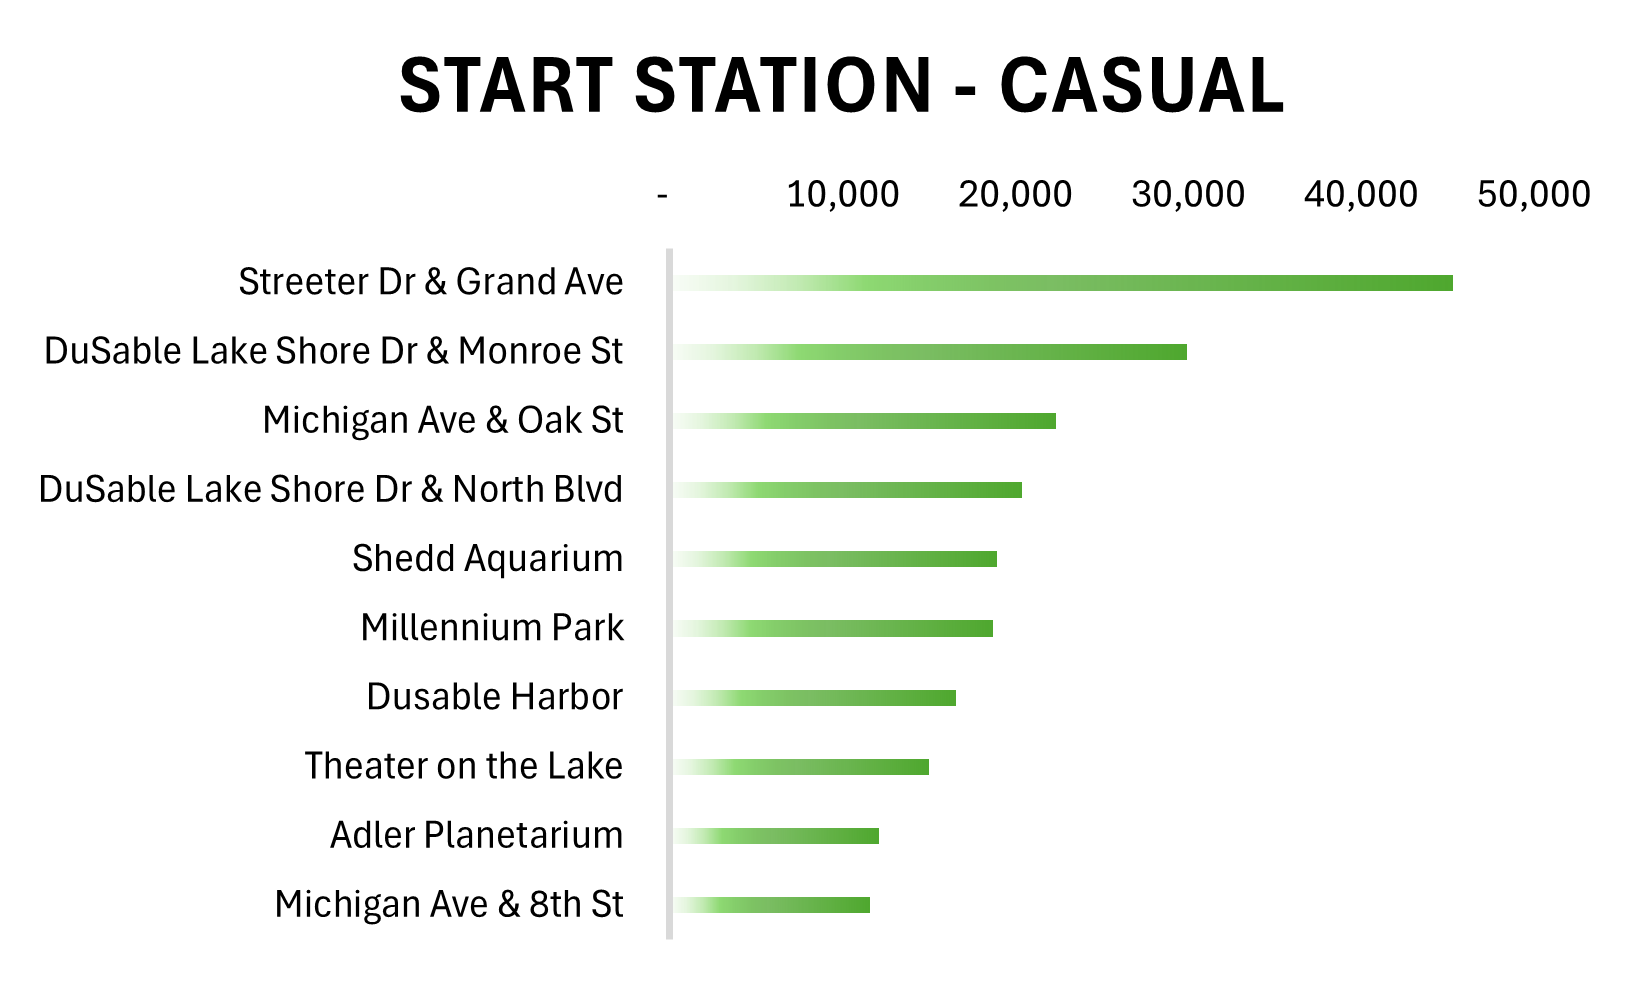 START STATION - CASUAL
- 10,000 20,000 30,000 40,000 50,000
Streeter Dr & Grand Ave
DuSable Lake Shore Dr & Monroe St
Michigan Ave & Oak St
DuSable Lake Shore Dr & North Blvd
Shedd Aquarium
Millennium Park
Dusable Harbor
Theater on the Lake
Adler Planetarium
Michigan Ave & 8th St